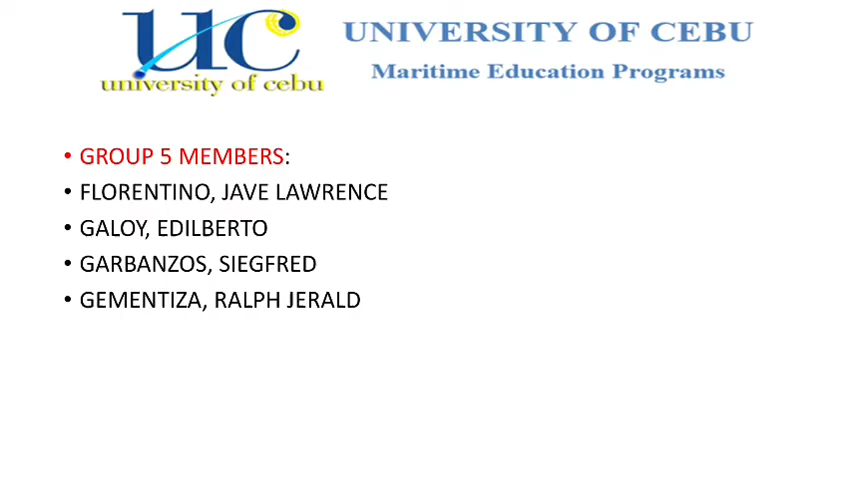 UC
university of cebu
UNIVERSITY OF CEBU
Maritime Education Programs
• GROUP 5 MEMBERS:
• FLORENTINO, JAVE LAWRENCE
• GALOY, EDILBERTO
• GARBANZOS, SIEGFRED
• GEMENTIZA, RALPH JERALD